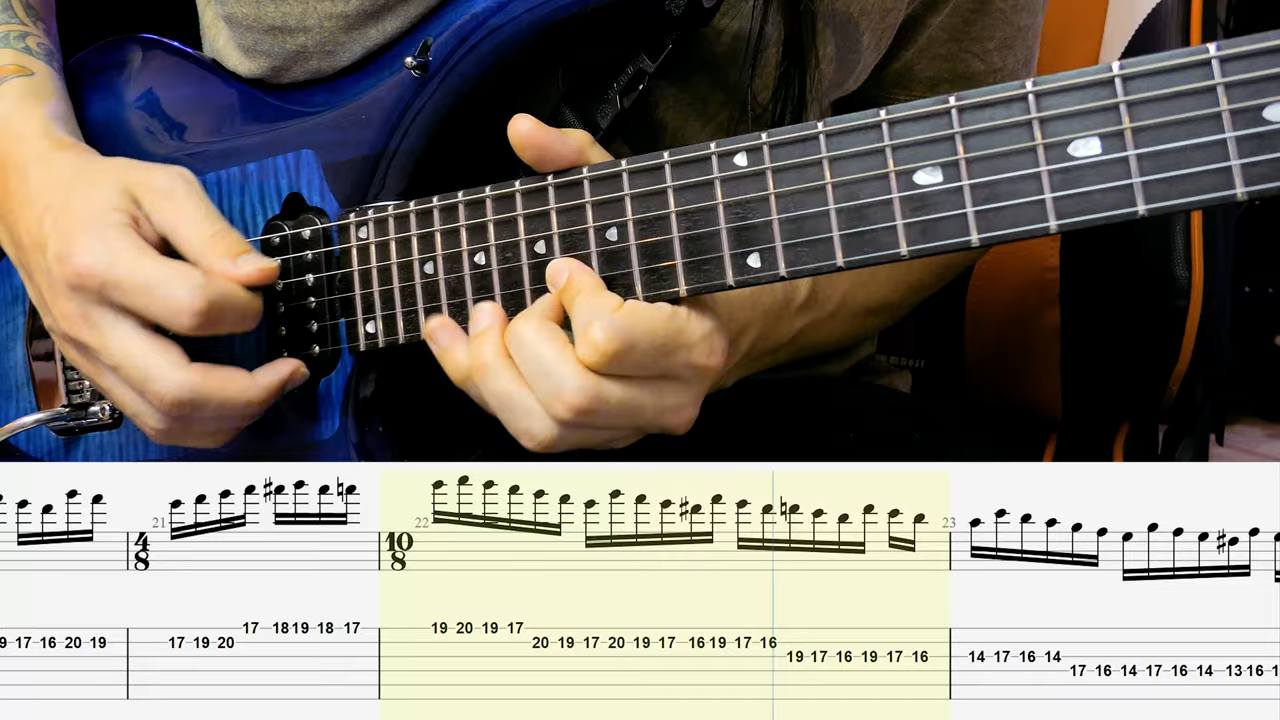 21 22 23
4 10
8 8
17 18 19 18 17 19 20 19 17
9 17 16 20 19 17 19 20 20 19 17 20 19 17 16 19 17 16
19 17 16 19 17 16 14 17 16 14
17 16 14 17 16 14 13 16 1